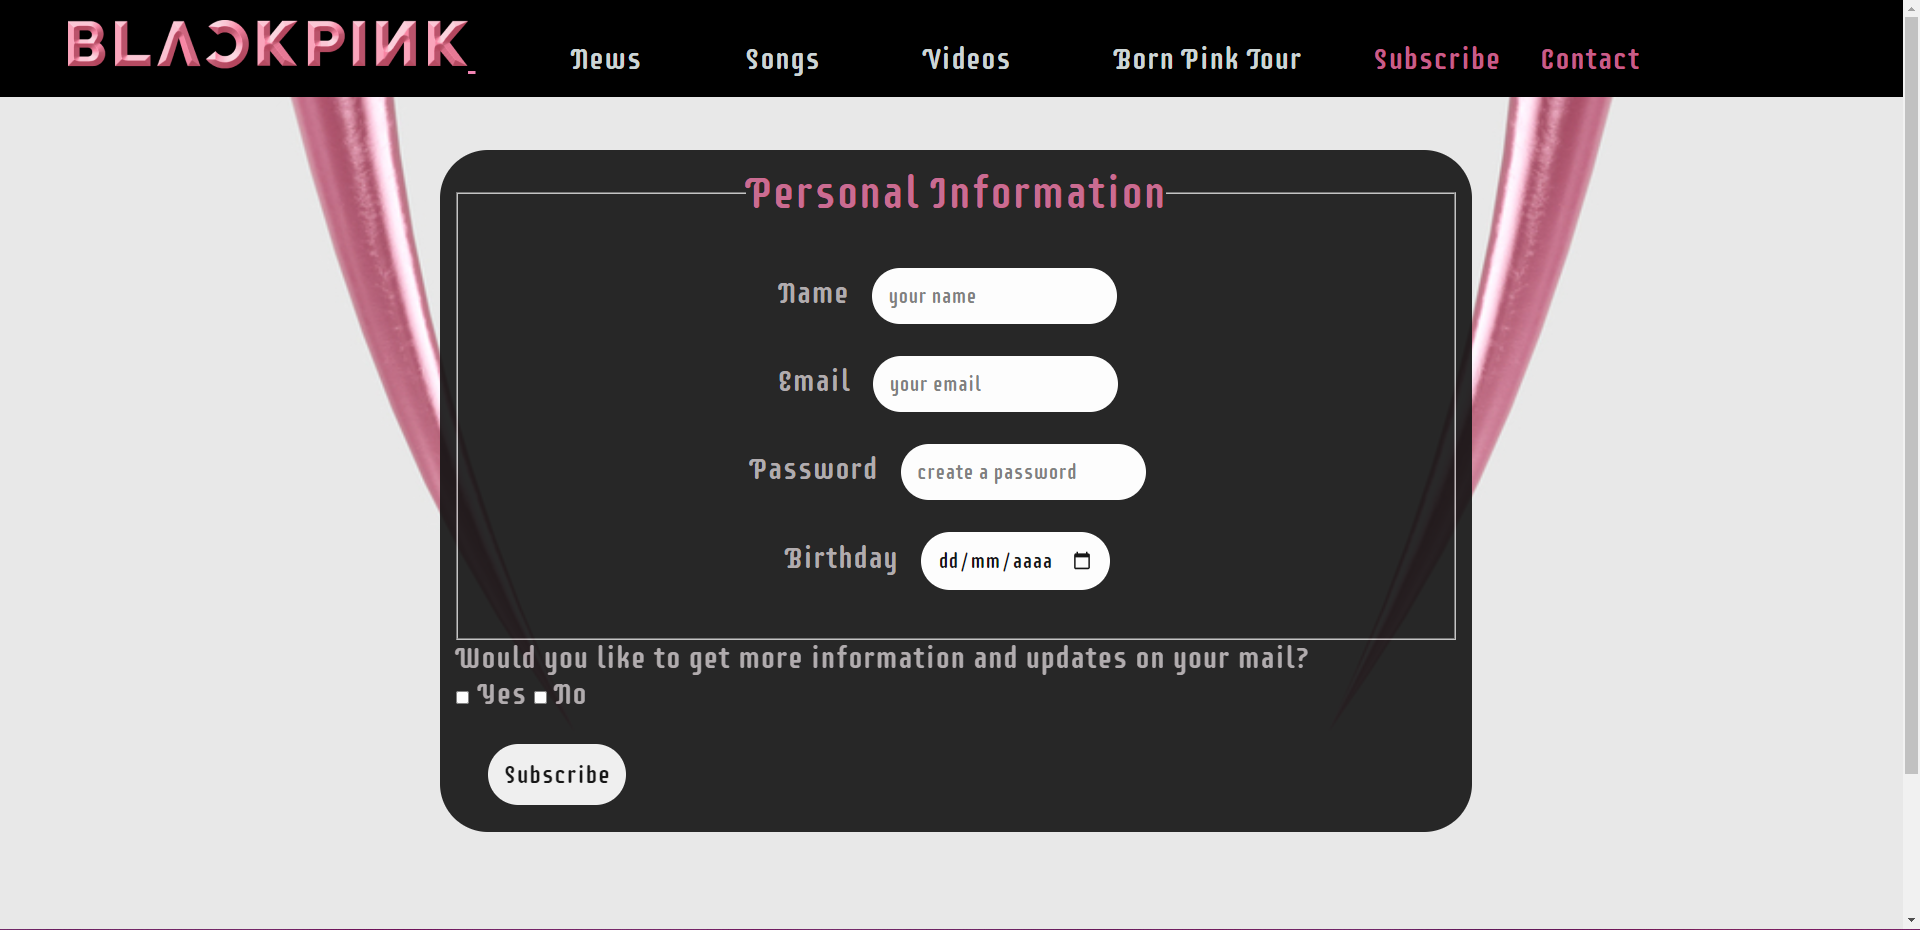 BLACKPINK
News Songs Videos Born Pink Tour Subscribe Contact
Personal Information
Name your name
Email your email
Password create a password
Birthday dd/mm/aaaa
Would you like to get more information and updates on your mail?
Yes No
Subscribe